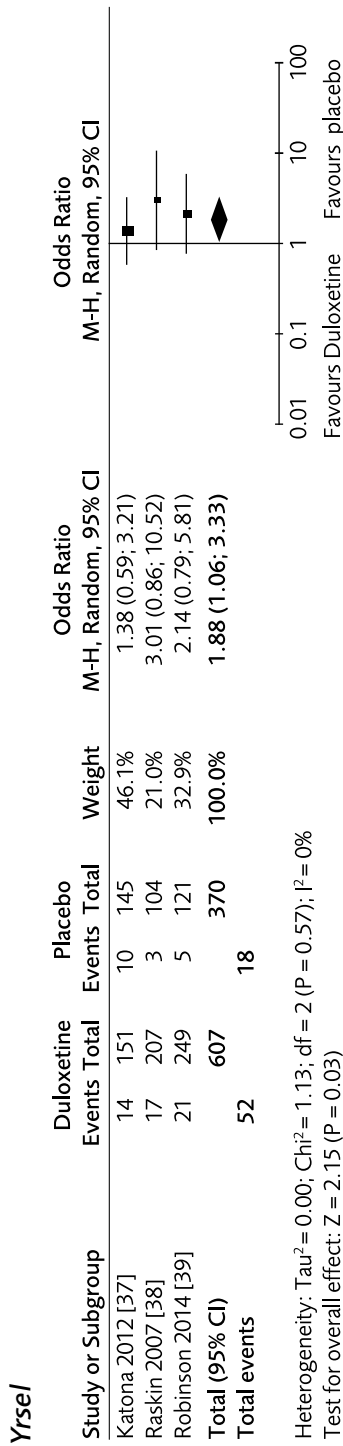 Yrsel
Duloxetine Placebo Odds Ratio Odds Ratio
Study or Subgroup Events Total Events Total Weight M-H, Random, 95% CI M-H, Random, 95% CI
Katona 2012 [37] 14 151 10 145 46.1% 1.38 (0.59; 3.21)
Raskin 2007 [38] 17 207 3 104 21.0% 3.01 (0.86; 10.52)
Robinson 2014 [39] 21 249 5 121 32.9% 2.14 (0.79; 5.81)
Total (95% CI) 607 370 100.0% 1.88 (1.06; 3.33)
Total events 52 18
Heterogeneity: Tau² = 0.00; Chi² = 1.13; df = 2 (P = 0.57); I² = 0%
Test for overall effect: Z = 2.15 (P = 0.03)
0.01 0.1 1 10 100
Favours Duloxetine Favours placebo